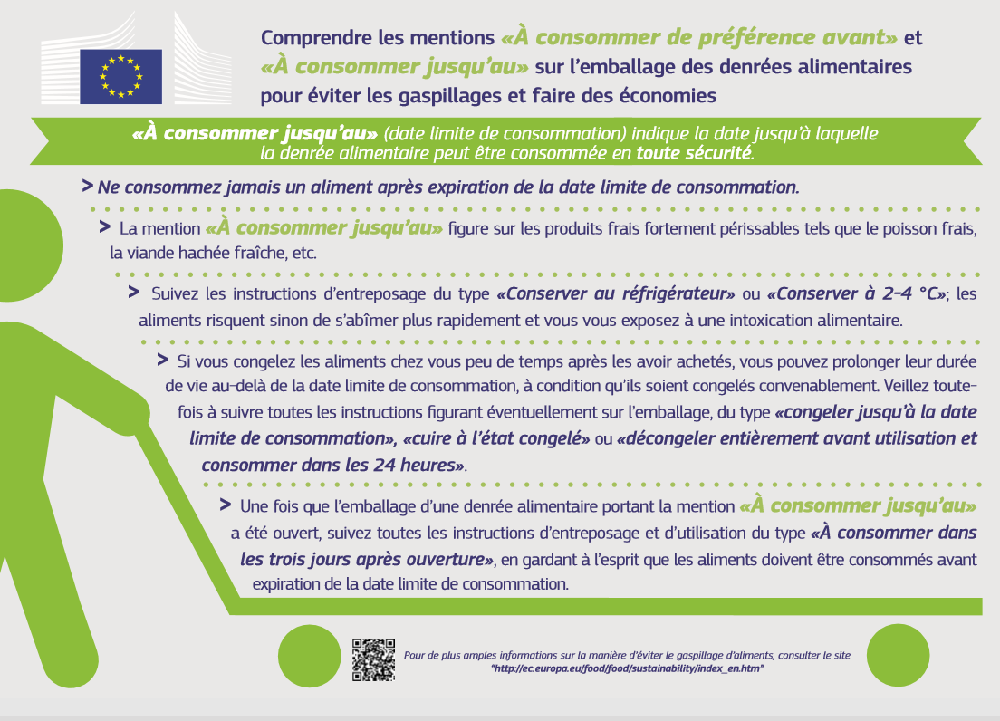 Comprendre les mentions «À consommer de préférence avant» et
«À consommer jusqu’au» sur l’emballage des denrées alimentaires
pour éviter les gaspillages et faire des économies
«À consommer jusqu’au» (date limite de consommation) indique la date jusqu’à laquelle
la denrée alimentaire peut être consommée en toute sécurité.
> Ne consommez jamais un aliment après expiration de la date limite de consommation.
> La mention «À consommer jusqu’au» figure sur les produits frais fortement périssables tels que le poisson frais,
la viande hachée fraîche, etc.
> Suivez les instructions d’entreposage du type «Conserver au réfrigérateur» ou «Conserver à 2-4 °C»; les
aliments risquent sinon de s’abîmer plus rapidement et vous vous exposez à une intoxication alimentaire.
> Si vous congelez les aliments chez vous peu de temps après les avoir achetés, vous pouvez prolonger leur durée
de vie au-delà de la date limite de consommation, à condition qu’ils soient congelés convenablement. Veillez toute-
fois à suivre toutes les instructions figurant éventuellement sur l’emballage, du type «congeler jusqu’à la date
limite de consommation», «cuire à l’état congelé» ou «décongeler entièrement avant utilisation et
consommer dans les 24 heures».
> Une fois que l’emballage d’une denrée alimentaire portant la mention «À consommer jusqu’au»
a été ouvert, suivez toutes les instructions d’entreposage et d’utilisation du type «À consommer dans
les trois jours après ouverture», en gardant à l’esprit que les aliments doivent être consommés avant
expiration de la date limite de consommation.
Pour de plus amples informations sur la manière d’éviter le gaspillage d’aliments, consulter le site
"http://ec.europa.eu/food/food/sustainability/index_en.htm"